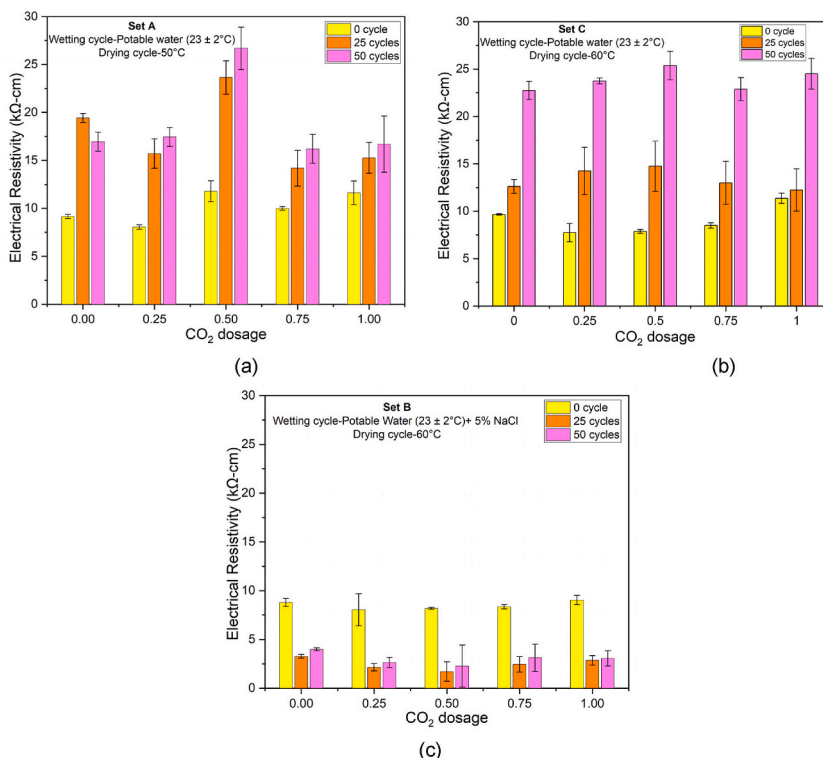 Set A
Wetting cycle-Potable water (23 ± 2°C)
Drying cycle-50°C
0 cycle
25 cycles
50 cycles
Electrical Resistivity (kΩ-cm)
30
25
20
15
10
5
0
0.00 0.25 0.50 0.75 1.00
CO₂ dosage
(a)
Set C
Wetting cycle-Potable water (23 ± 2°C)
Drying cycle-60°C
0 cycle
25 cycles
50 cycles
Electrical Resistivity (kΩ-cm)
30
25
20
15
10
5
0
0 0.25 0.5 0.75 1
CO₂ dosage
(b)
Set B
Wetting cycle-Potable Water (23 ± 2°C)+ 5% NaCl
Drying cycle-60°C
0 cycle
25 cycles
50 cycles
Electrical Resistivity (kΩ-cm)
30
25
20
15
10
5
0
0.00 0.25 0.50 0.75 1.00
CO₂ dosage
(c)